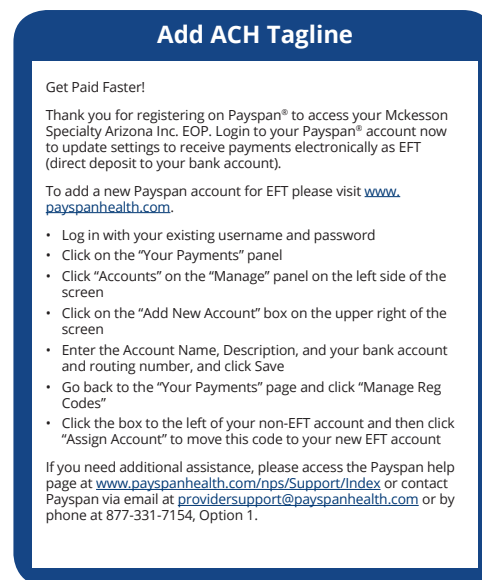 Add ACH Tagline
Get Paid Faster!
Thank you for registering on Payspan® to access your Mckesson
Specialty Arizona Inc. EOP. Login to your Payspan® account now
to update settings to receive payments electronically as EFT
(direct deposit to your bank account).
To add a new Payspan account for EFT please visit www.
payspanhealth.com.
• Log in with your existing username and password
• Click on the “Your Payments” panel
• Click “Accounts” on the “Manage” panel on the left side of the
screen
• Click on the “Add New Account” box on the upper right of the
screen
• Enter the Account Name, Description, and your bank account
and routing number, and click Save
• Go back to the “Your Payments” page and click “Manage Reg
Codes”
• Click the box to the left of your non-EFT account and then click
“Assign Account” to move this code to your new EFT account
If you need additional assistance, please access the Payspan help
page at www.payspanhealth.com/nps/Support/Index or contact
Payspan via email at providersupport@payspanhealth.com or by
phone at 877-331-7154, Option 1.